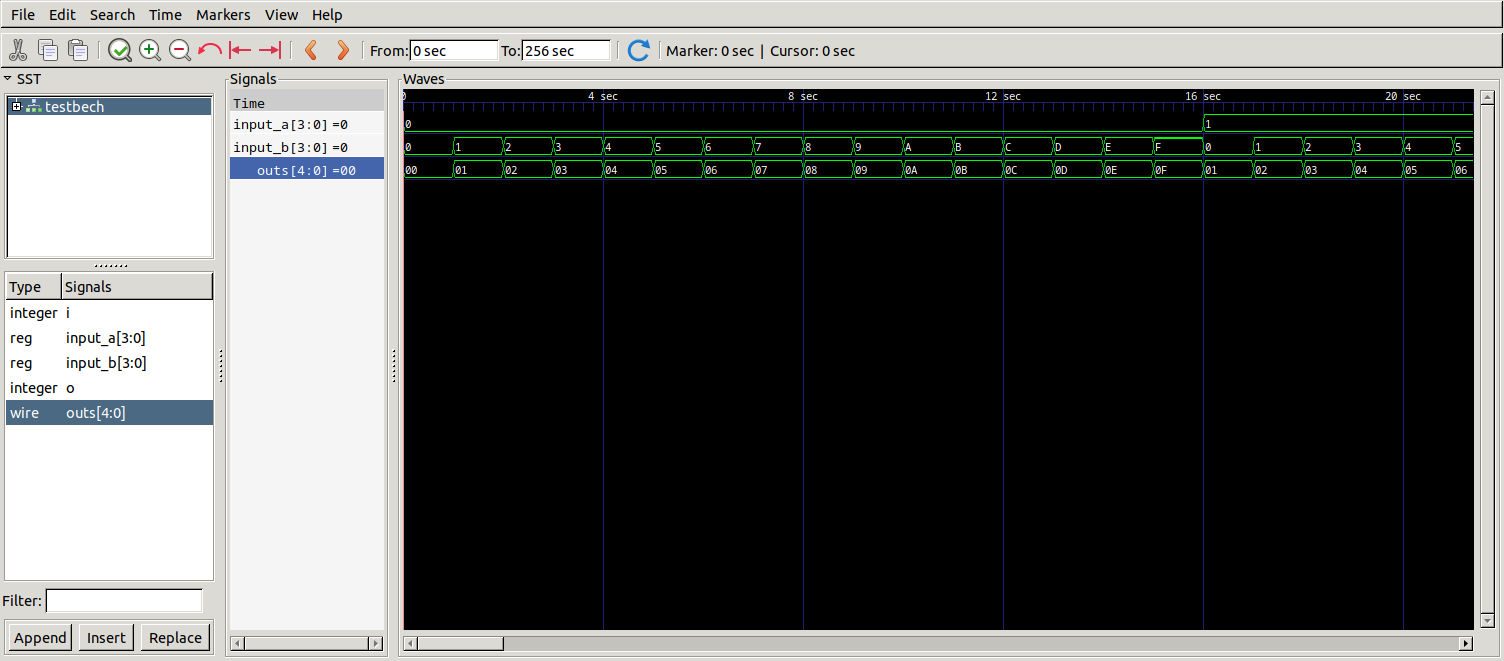 File Edit Search Time Markers View Help
From: 0 sec To: 256 sec Marker: 0 sec | Cursor: 0 sec
SST
testbech
Type Signals
integer i
reg input_a[3:0]
reg input_b[3:0]
integer o
wire outs[4:0]
Filter:
Append Insert Replace
Signals
Time
input_a[3:0] =0
input_b[3:0] =0
outs[4:0] =00
Waves
0 4 sec 8 sec 12 sec 16 sec 20 sec
0 1
0 1 2 3 4 5 6 7 8 9 A B C D E F 0 1 2 3 4 5
00 01 02 03 04 05 06 07 08 09 0A 0B 0C 0D 0E 0F 01 02 03 04 05 06